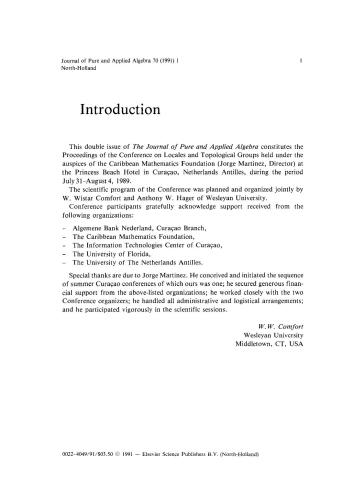 Journal of Pure and Applied Algebra 70 (1991) 1
1
North-Holland
Introduction
This double issue of The Journal of Pure and Applied Algebra constitutes the
Proceedings of the Conference on Locales and Topological Groups held under the
auspices of the Caribbean Mathematics Foundation (Jorge Martinez, Director) at
the Princess Beach Hotel in Curaçao, Netherlands Antilles, during the period
July 31–August 4, 1989.
The scientific program of the Conference was planned and organized jointly by
W. Wistar Comfort and Anthony W. Hager of Wesleyan University.
Conference participants gratefully acknowledge support received from the
following organizations:
– Algemene Bank Nederland, Curaçao Branch,
– The Caribbean Mathematics Foundation,
– The Information Technologies Center of Curaçao,
– The University of Florida,
– The University of The Netherlands Antilles.
Special thanks are due to Jorge Martinez. He conceived and initiated the sequence
of summer Curaçao conferences of which ours was one; he secured generous finan-
cial support from the above-listed organizations; he worked closely with the two
Conference organizers; he handled all administrative and logistical arrangements;
and he participated vigorously in the scientific sessions.
W.W. Comfort
Wesleyan University
Middletown, CT, USA
0022-4049/91/$03.50 © 1991 — Elsevier Science Publishers B.V. (North-Holland)